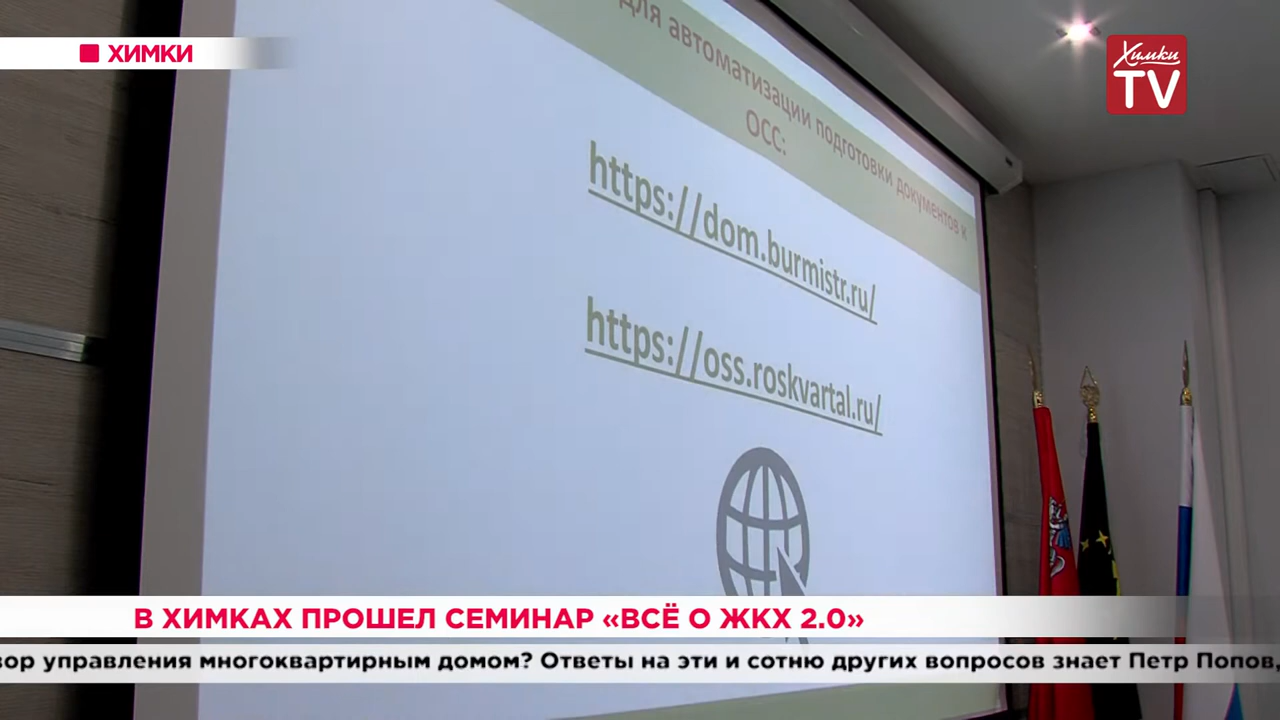 ХИМКИ
Химки
TV
для автоматизации подготовки документов к
ОСС:
https://dom.burmistr.ru/
https://oss.roskvartal.ru/
В ХИМКАХ ПРОШЕЛ СЕМИНАР «ВСЁ О ЖКХ 2.0»
управления многоквартирным домом? Ответы на эти и сотню других вопросов знает Петр Попов,